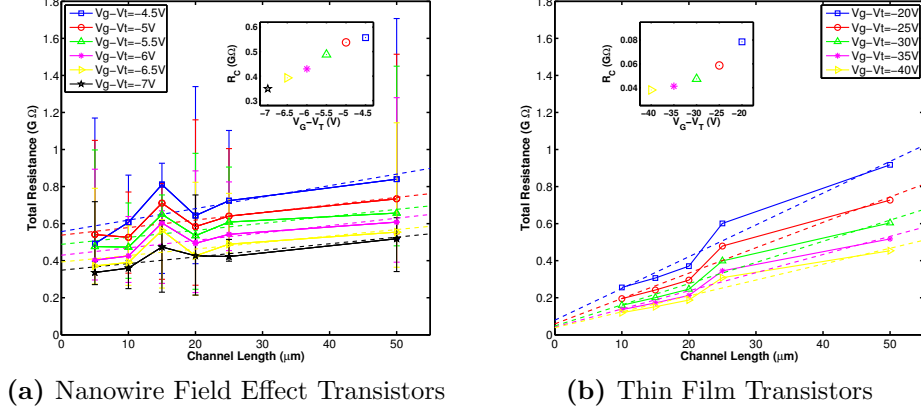 (a)
Vg−Vt=−4.5V
Vg−Vt=−5V
Vg−Vt=−5.5V
Vg−Vt=−6V
Vg−Vt=−6.5V
Vg−Vt=−7V
Total Resistance (G Ω)
1.8
1.6
1.4
1.2
1
0.8
0.6
0.4
0.2
0
0 10 20 30 40 50
Channel Length (μm)
R_C (GΩ)
0.6
0.5
0.4
0.3
−7 −6.5 −6 −5.5 −5 −4.5
V_G−V_T (V)
(a) Nanowire Field Effect Transistors
(b)
Vg−Vt=−20V
Vg−Vt=−25V
Vg−Vt=−30V
Vg−Vt=−35V
Vg−Vt=−40V
Total Resistance (G Ω)
1.8
1.6
1.4
1.2
1
0.8
0.6
0.4
0.2
0
0 10 20 30 40 50
Channel Length (μm)
R_C (GΩ)
0.08
0.06
0.04
−40 −35 −30 −25 −20
V_G−V_T (V)
(b) Thin Film Transistors